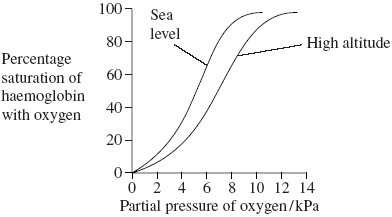 100
Sea
level
80
High altitude
Percentage
saturation of
haemoglobin
with oxygen
60
40
20
0
0 2 4 6 8 10 12 14
Partial pressure of oxygen/kPa